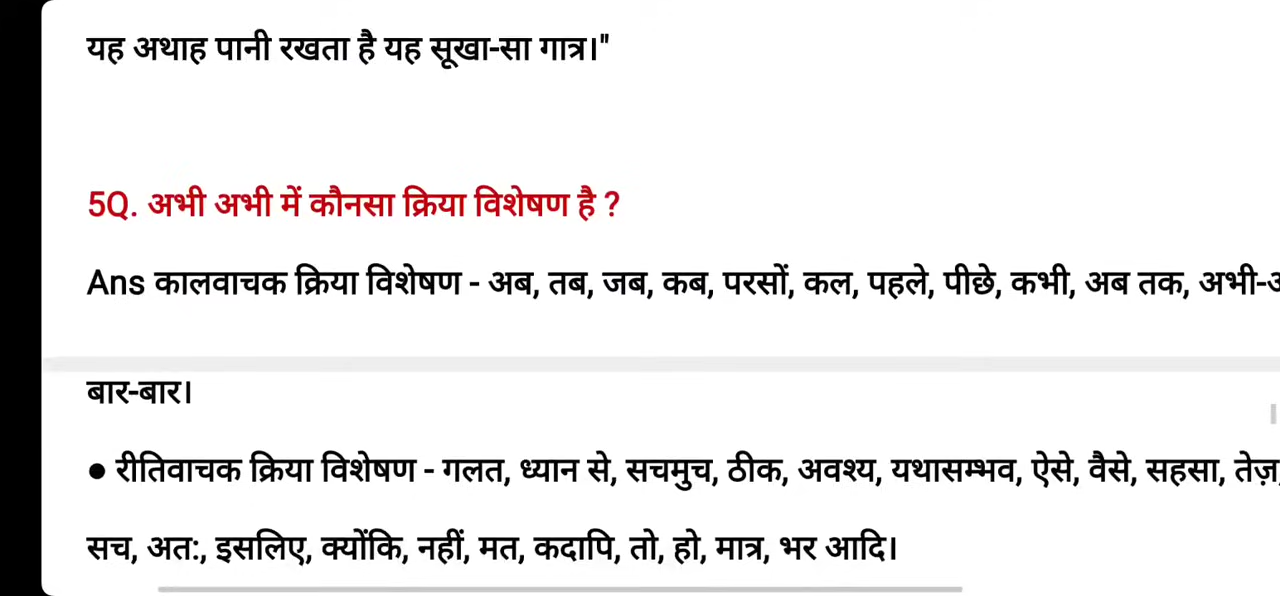 यह अथाह पानी रखता है यह सूखा-सा गात्र।"
5Q. अभी अभी में कौनसा क्रिया विशेषण है ?
Ans कालवाचक क्रिया विशेषण - अब, तब, जब, कब, परसों, कल, पहले, पीछे, कभी, अब तक, अभी-
बार-बार।
● रीतिवाचक क्रिया विशेषण - गलत, ध्यान से, सचमुच, ठीक, अवश्य, यथासम्भव, ऐसे, वैसे, सहसा, तेज़,
सच, अत:, इसलिए, क्योंकि, नहीं, मत, कदापि, तो, हो, मात्र, भर आदि।